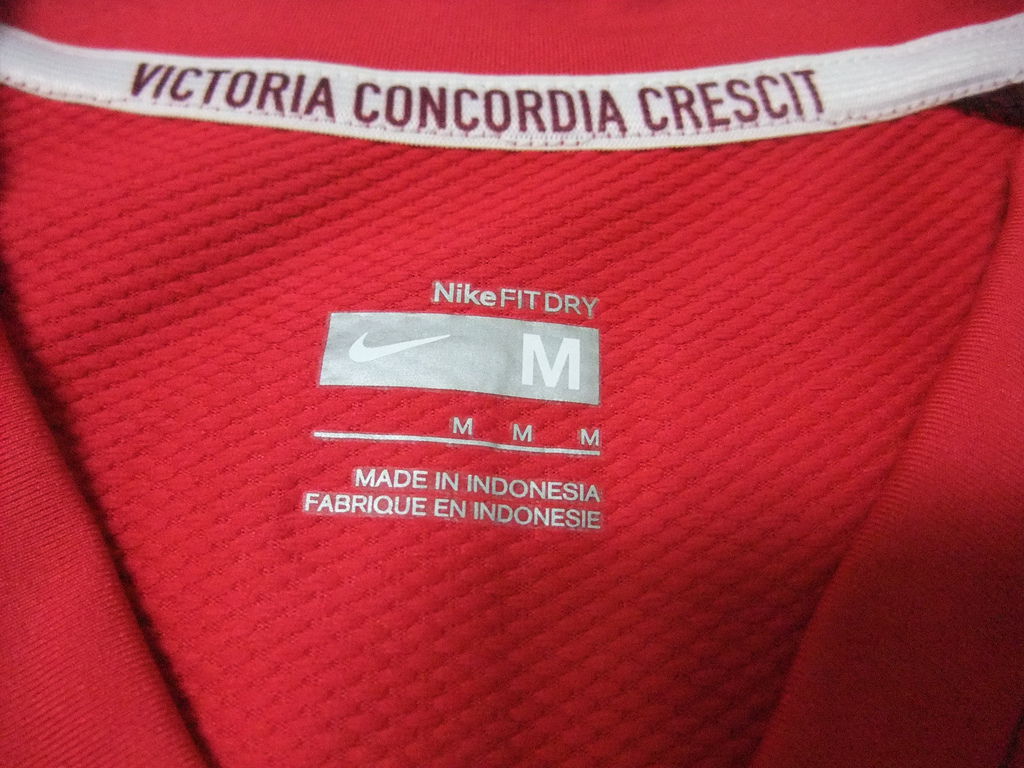 VICTORIA CONCORDIA CRESCIT
NikeFITDRY
M
M M M
MADE IN INDONESIA
FABRIQUE EN INDONESIE